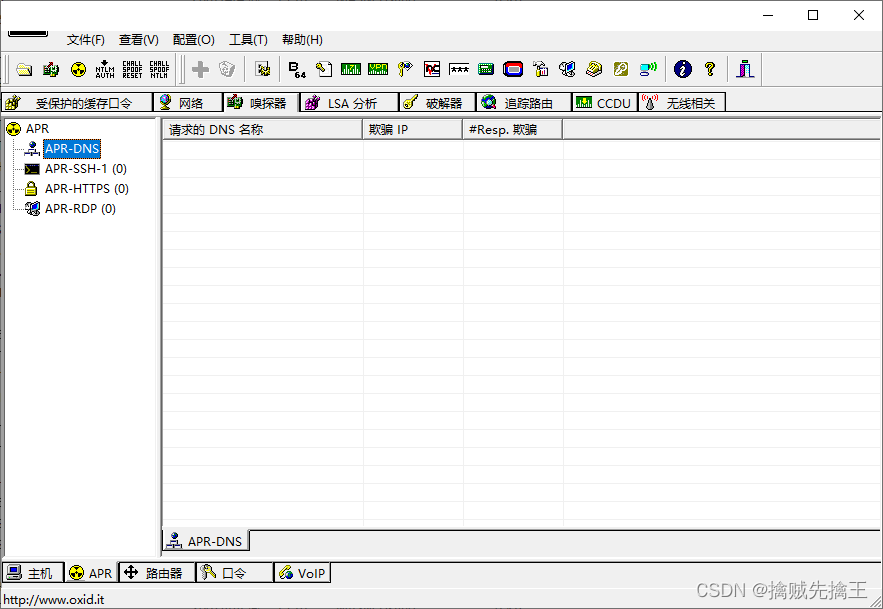 文件(F) 查看(V) 配置(O) 工具(T) 帮助(H)
NTLM AUTH CHALL SPOOF RESET CHALL SPOOF NTLM B64 VPN ***
受保护的缓存口令 网络 嗅探器 LSA 分析 破解器 追踪路由 CCDU 无线相关
APR 请求的 DNS 名称 欺骗 IP #Resp. 欺骗
APR-DNS
APR-SSH-1 (0)
APR-HTTPS (0)
APR-RDP (0)
APR-DNS
主机 APR 路由器 口令 VoIP
http://www.oxid.it
CSDN @擒贼先擒王